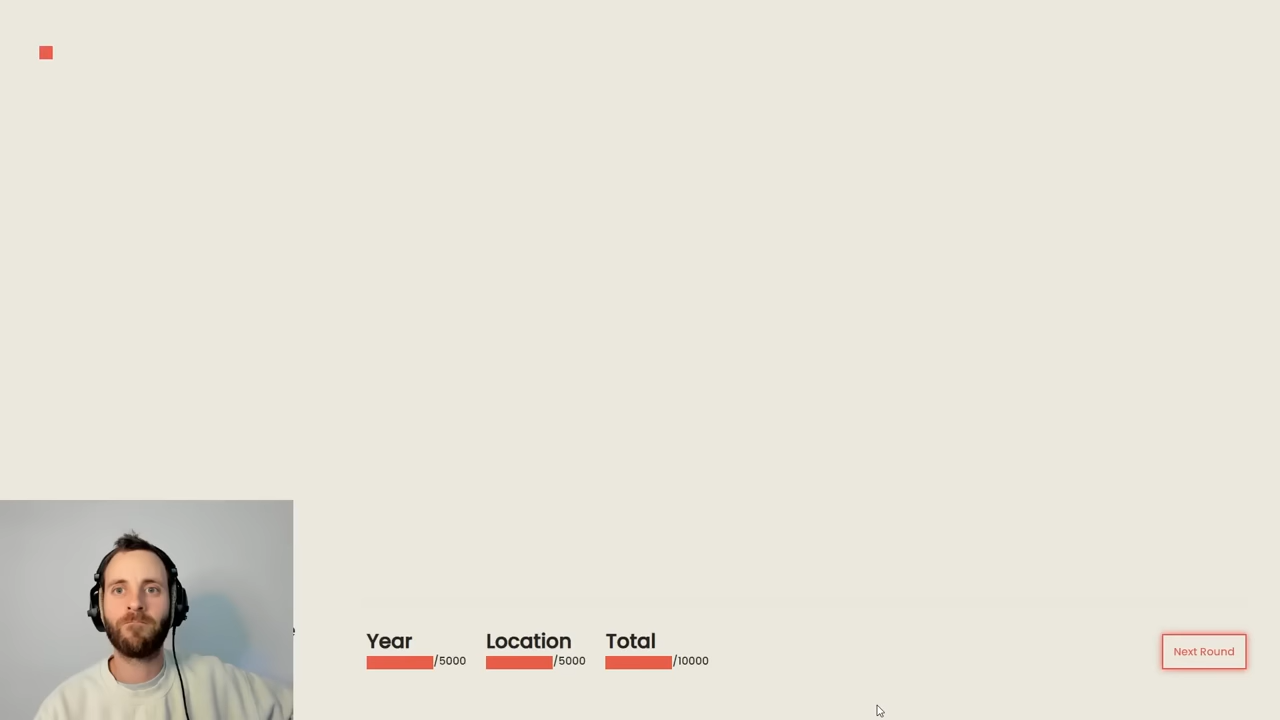 Year
Location
Total
/5000
/5000
/10000
Next Round